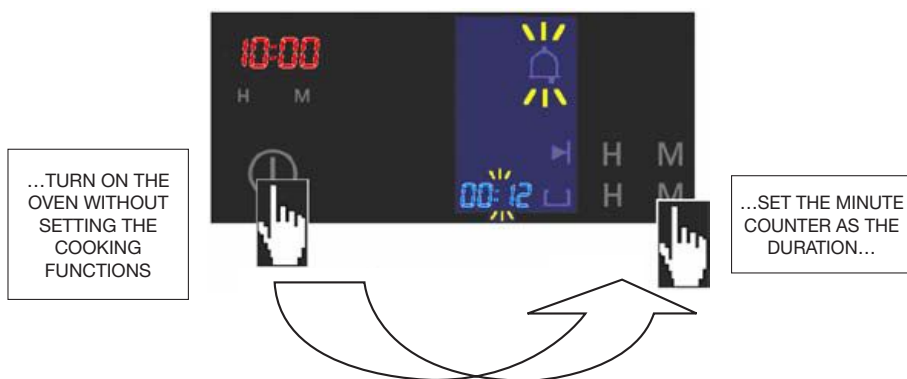 10:00
H M
H M
00:12 H M
...TURN ON THE
OVEN WITHOUT
SETTING THE
COOKING
FUNCTIONS
...SET THE MINUTE
COUNTER AS THE
DURATION...